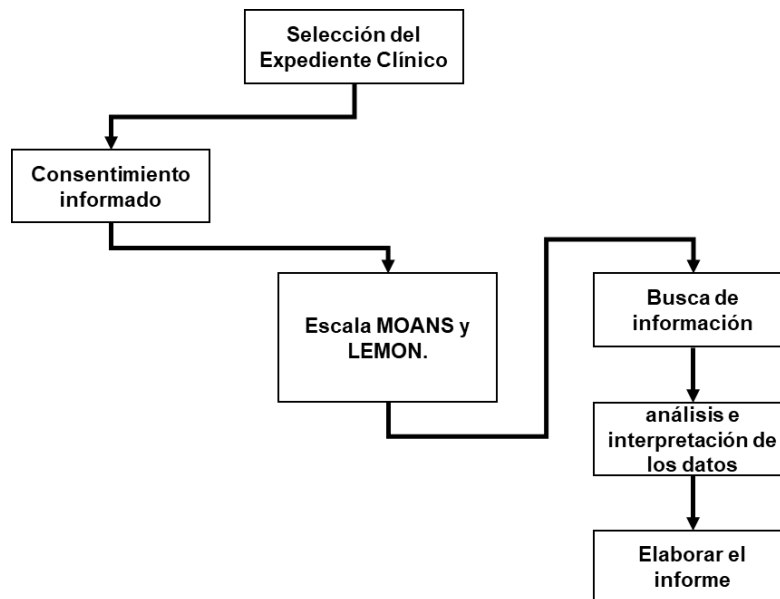 Selección del
Expediente Clínico
Consentimiento
informado
Escala MOANS y
LEMON.
Busca de
información
análisis e
interpretación de
los datos
Elaborar el
informe